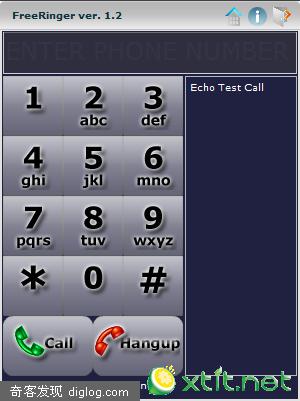 FreeRinger ver. 1.2
ENTER PHONE NUMBER
Echo Test Call
1 2 3
abc def
4 5 6
ghi jkl mno
7 8 9
pqrs tuv wxyz
* 0 #
Call Hangup
奇客发现 diglog.com
xtit.net